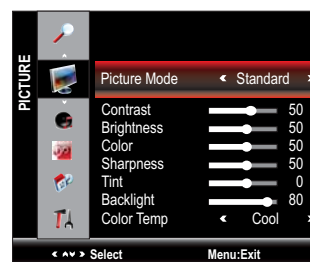 PICTURE
Picture Mode Standard
Contrast 50
Brightness 50
Color 50
Sharpness 50
Tint 0
Backlight 80
Color Temp Cool
Select Menu:Exit